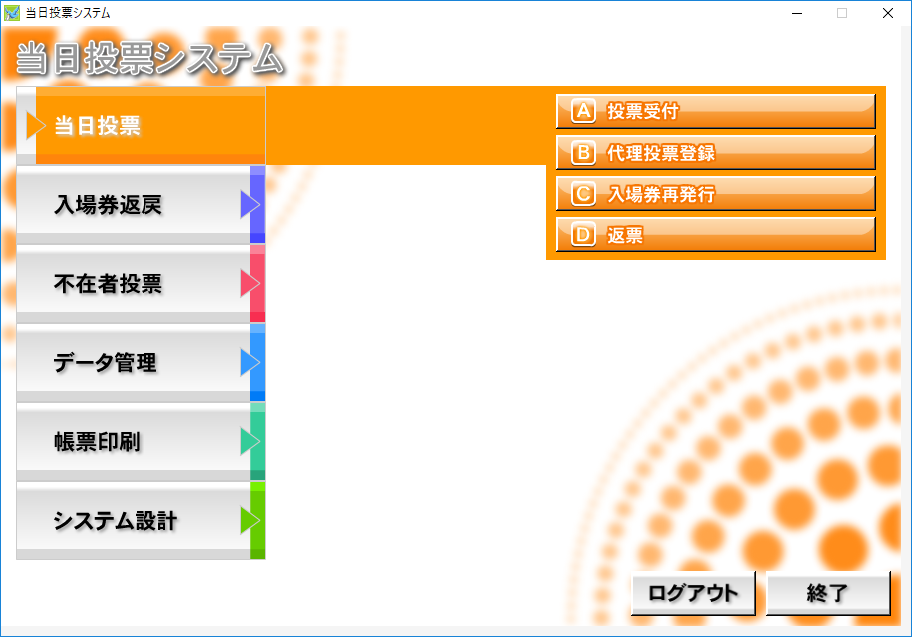 当日投票システム
当日投票システム
当日投票
A 投票受付
B 代理投票登録
C 入場券再発行
D 返票
入場券返戻
不在者投票
データ管理
帳票印刷
システム設計
ログアウト
終了